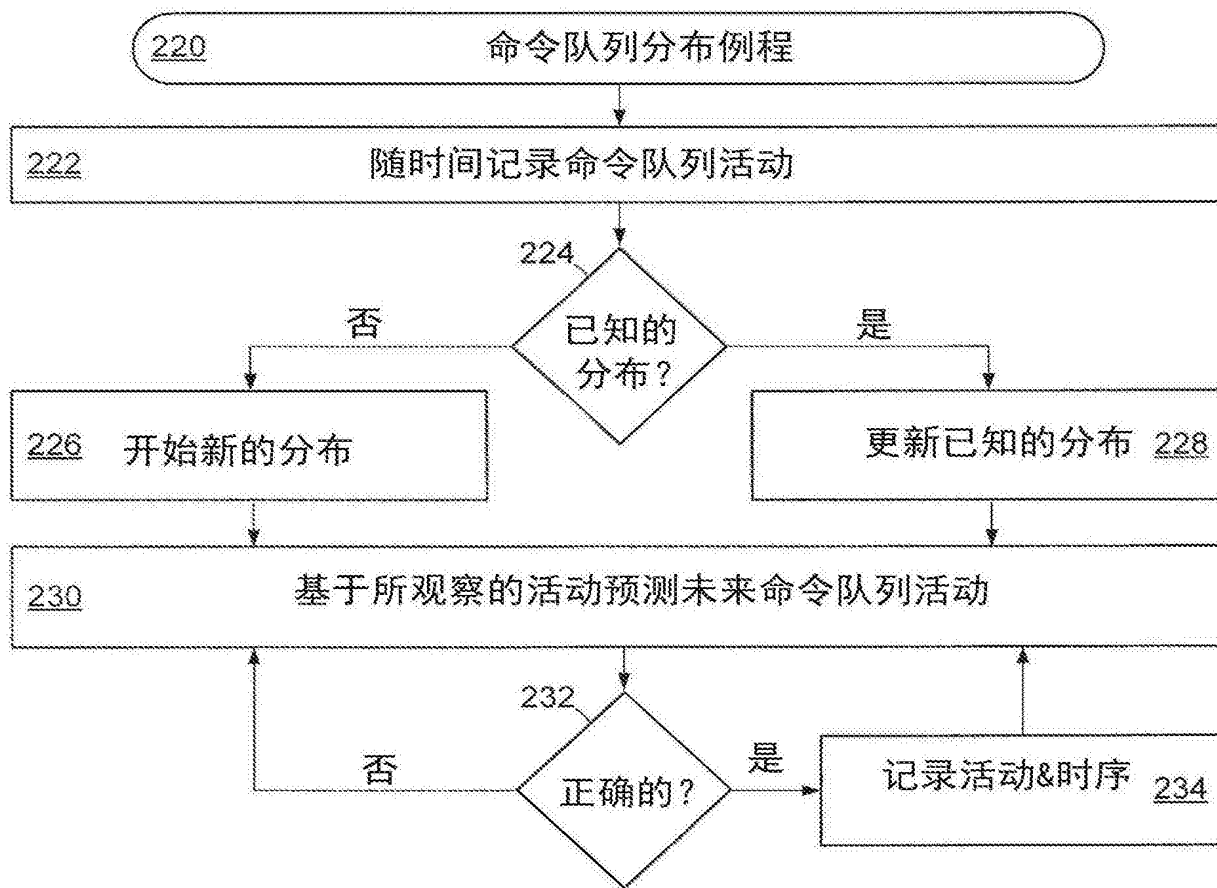 220 命令队列分布例程
222 随时间记录命令队列活动
224
已知的
分布?
否
是
226 开始新的分布
更新已知的分布 228
230 基于所观察的活动预测未来命令队列活动
232
正确的?
否
是
记录活动&时序 234